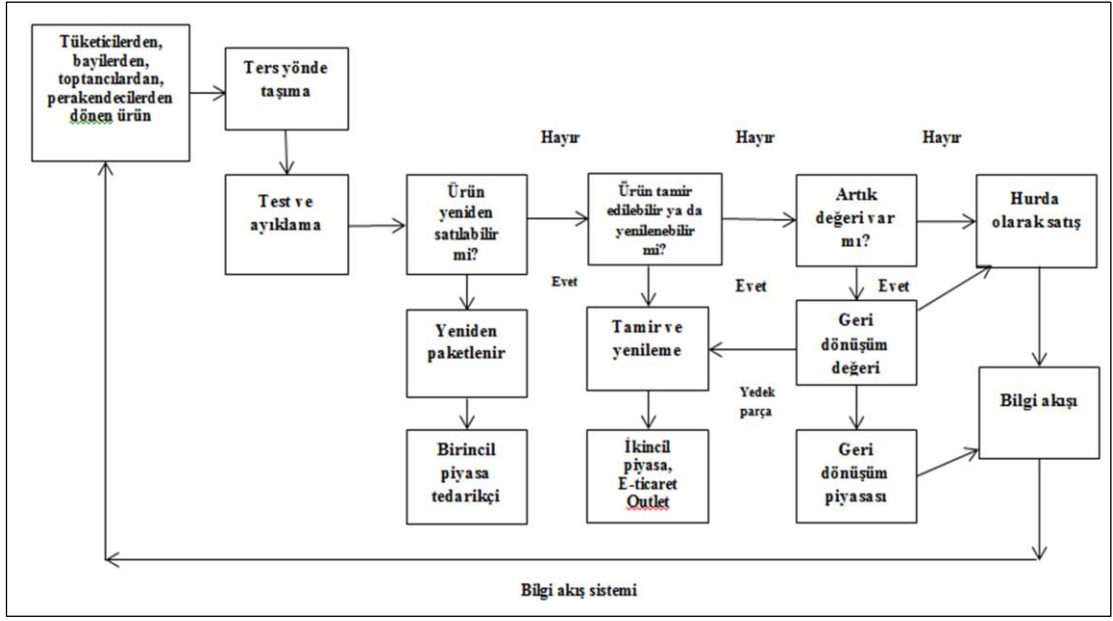 Tüketicilerden,
bayilerden,
toptancılardan,
perakendecilerden
dönen ürün
Ters yönde
taşıma
Hayır
Hayır
Hayır
Test ve
ayıklama
Ürün
yeniden
satılabilir
mi?
Ürün tamir
edilebilir ya da
yenilenebilir
mi?
Artık
değeri var
mı?
Hurda
olarak satış
Evet
Evet
Evet
Yeniden
paketlenir
Tamir ve
yenileme
Geri
dönüşüm
değeri
Yedek
parça
Bilgi akışı
Birincil
piyasa
tedarikçi
İkincil
piyasa,
E-ticaret
Outlet
Geri
dönüşüm
piyasası
Bilgi akış sistemi